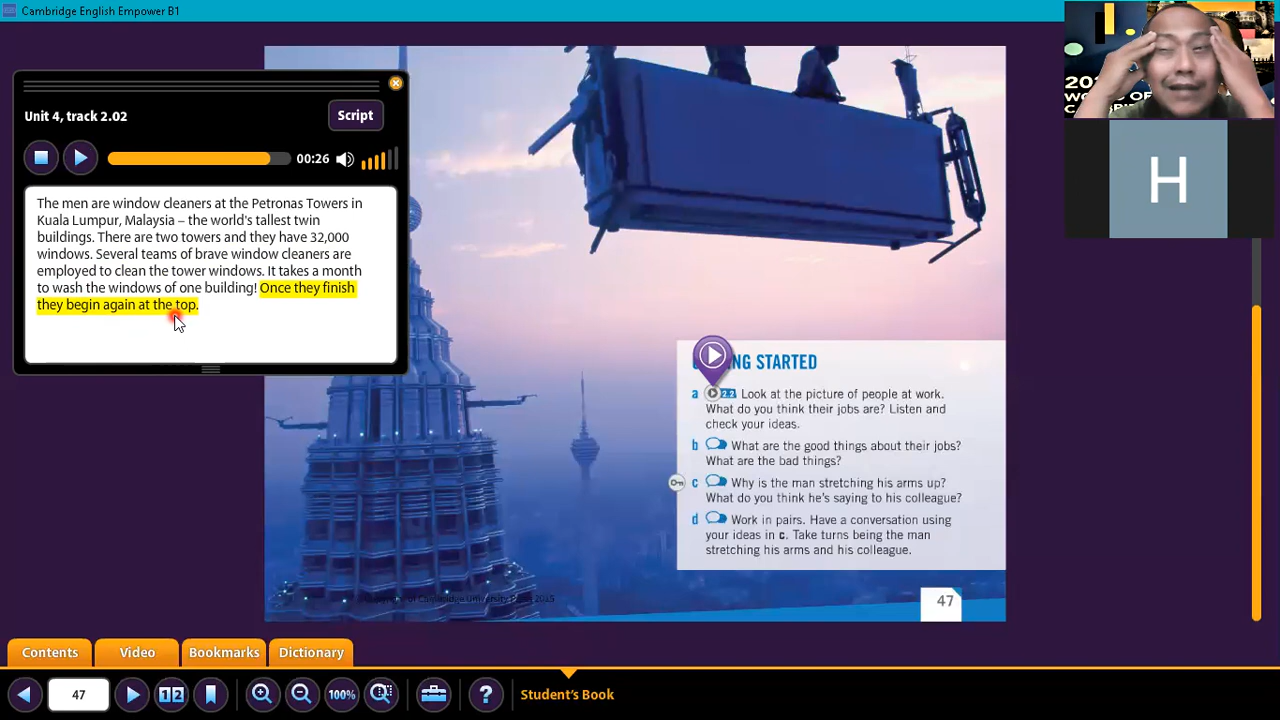 Cambridge English Empower B1
Unit 4, track 2.02
Script
00:26
The men are window cleaners at the Petronas Towers in
Kuala Lumpur, Malaysia – the world's tallest twin
buildings. There are two towers and they have 32,000
windows. Several teams of brave window cleaners are
employed to clean the tower windows. It takes a month
to wash the windows of one building! Once they finish
they begin again at the top.
H
STARTED
a 2.2 Look at the picture of people at work.
What do you think their jobs are? Listen and
check your ideas.
b What are the good things about their jobs?
What are the bad things?
c Why is the man stretching his arms up?
What do you think he's saying to his colleague?
d Work in pairs. Have a conversation using
your ideas in c. Take turns being the man
stretching his arms and his colleague.
Copyright of Cambridge University Press 2015
47
Contents
Video
Bookmarks
Dictionary
47
1 2
100%
?
Student's Book